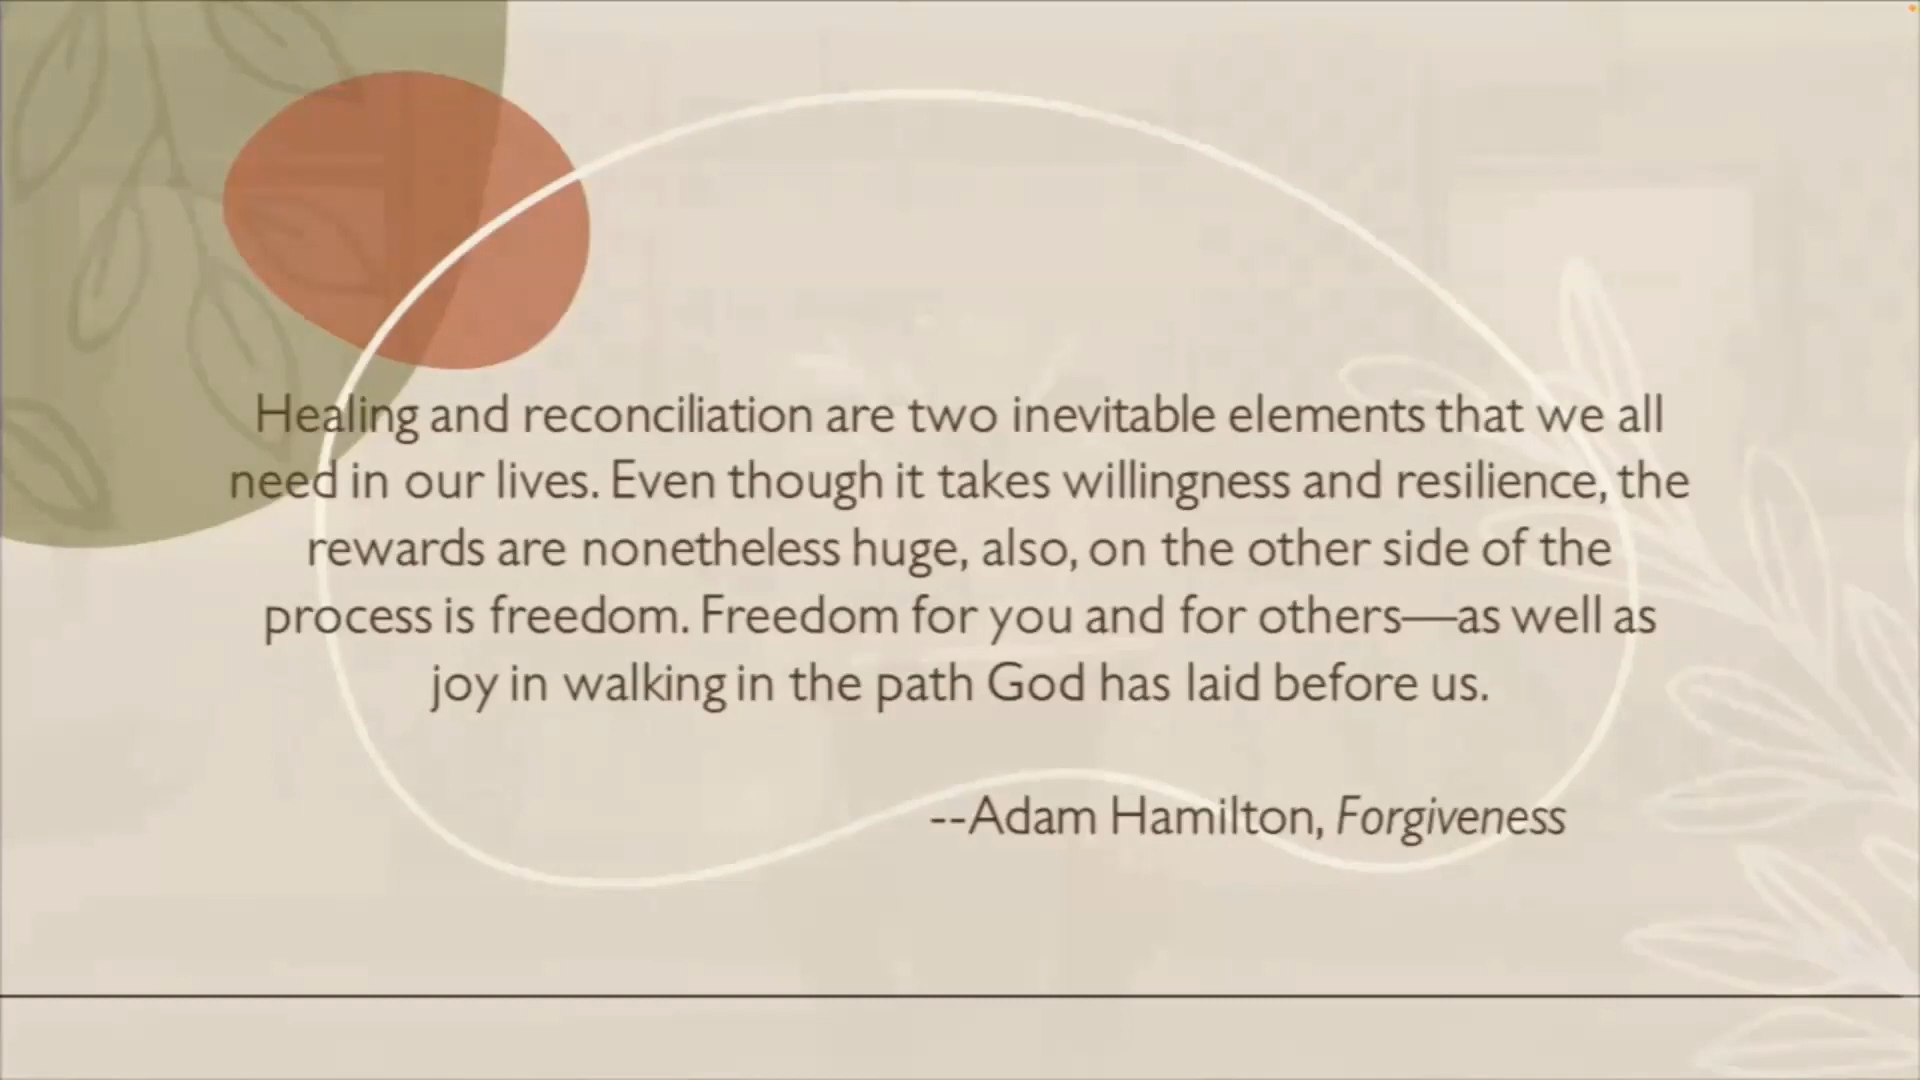 Healing and reconciliation are two inevitable elements that we all
need in our lives. Even though it takes willingness and resilience, the
rewards are nonetheless huge, also, on the other side of the
process is freedom. Freedom for you and for others—as well as
joy in walking in the path God has laid before us.
--Adam Hamilton, Forgiveness